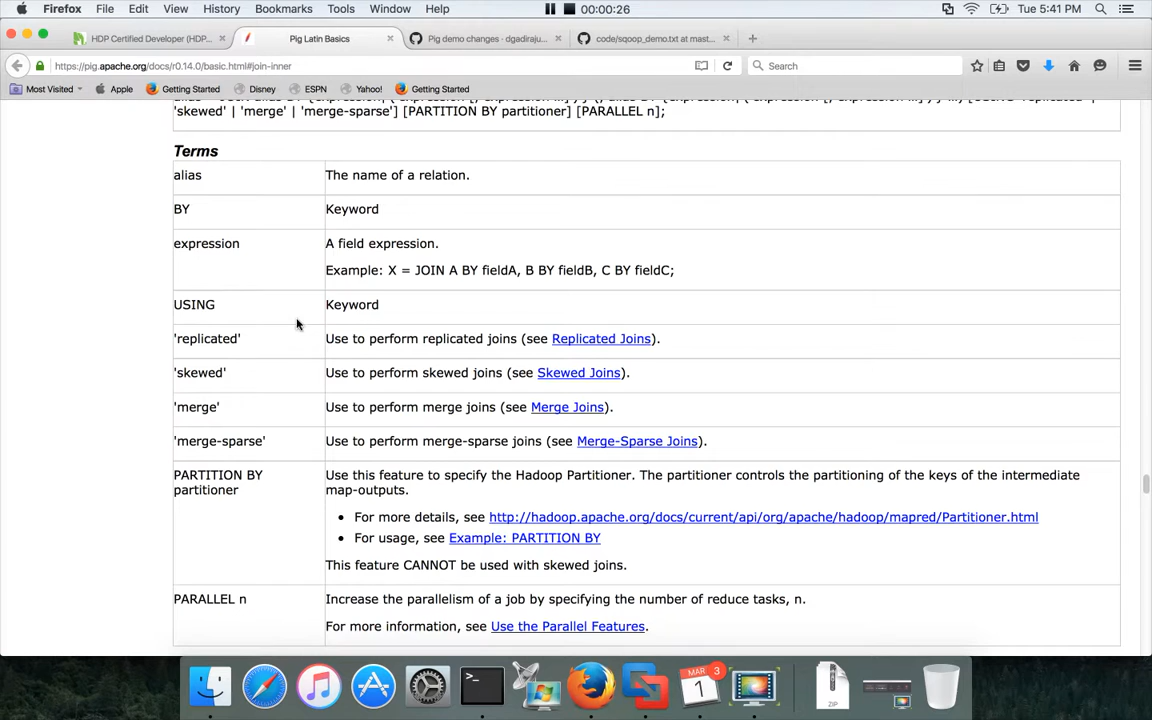 Firefox File Edit View History Bookmarks Tools Window Help 00:00:26 Tue 5:41 PM
HDP Certified Developer (HDP... Pig Latin Basics Pig demo changes · dgadiraju... code/sqoop_demo.txt at mast...
https://pig.apache.org/docs/r0.14.0/basic.html#join-inner Search
Most Visited Apple Getting Started Disney ESPN Yahoo! Getting Started
'skewed' | 'merge' | 'merge-sparse'] [PARTITION BY partitioner] [PARALLEL n];
Terms
alias The name of a relation.
BY Keyword
expression A field expression.
Example: X = JOIN A BY fieldA, B BY fieldB, C BY fieldC;
USING Keyword
'replicated' Use to perform replicated joins (see Replicated Joins).
'skewed' Use to perform skewed joins (see Skewed Joins).
'merge' Use to perform merge joins (see Merge Joins).
'merge-sparse' Use to perform merge-sparse joins (see Merge-Sparse Joins).
PARTITION BY partitioner Use this feature to specify the Hadoop Partitioner. The partitioner controls the partitioning of the keys of the intermediate
map-outputs.
• For more details, see http://hadoop.apache.org/docs/current/api/org/apache/hadoop/mapred/Partitioner.html
• For usage, see Example: PARTITION BY
This feature CANNOT be used with skewed joins.
PARALLEL n Increase the parallelism of a job by specifying the number of reduce tasks, n.
For more information, see Use the Parallel Features.
MAR 3
1
ZIP